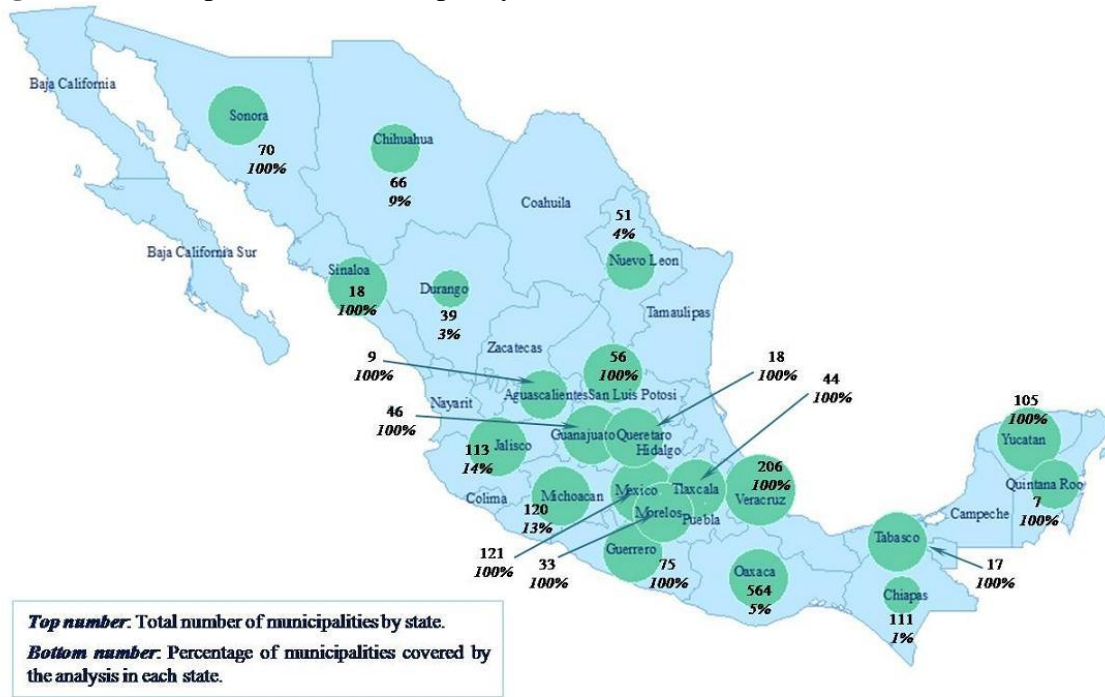 Baja California
Sonora
70
100%
Chihuahua
66
9%
Coahuila
51
4%
Nuevo Leon
Baja California Sur
Sinaloa
18
100%
Durango
39
3%
Tamaulipas
Zacatecas
9
100%
56
100%
18
100%
44
100%
Aguascalientes
San Luis Potosi
Nayarit
46
100%
Guanajuato
Queretaro
Hidalgo
105
100%
Yucatan
Jalisco
113
14%
206
100%
Veracruz
Quintana Roo
7
100%
Colima
Michoacan
120
13%
Mexico
Tlaxcala
Morelos
Puebla
Campeche
Tabasco
121
100%
33
100%
Guerrero
75
100%
Oaxaca
564
5%
17
100%
Chiapas
111
1%
Top number: Total number of municipalities by state.
Bottom number: Percentage of municipalities covered by
the analysis in each state.